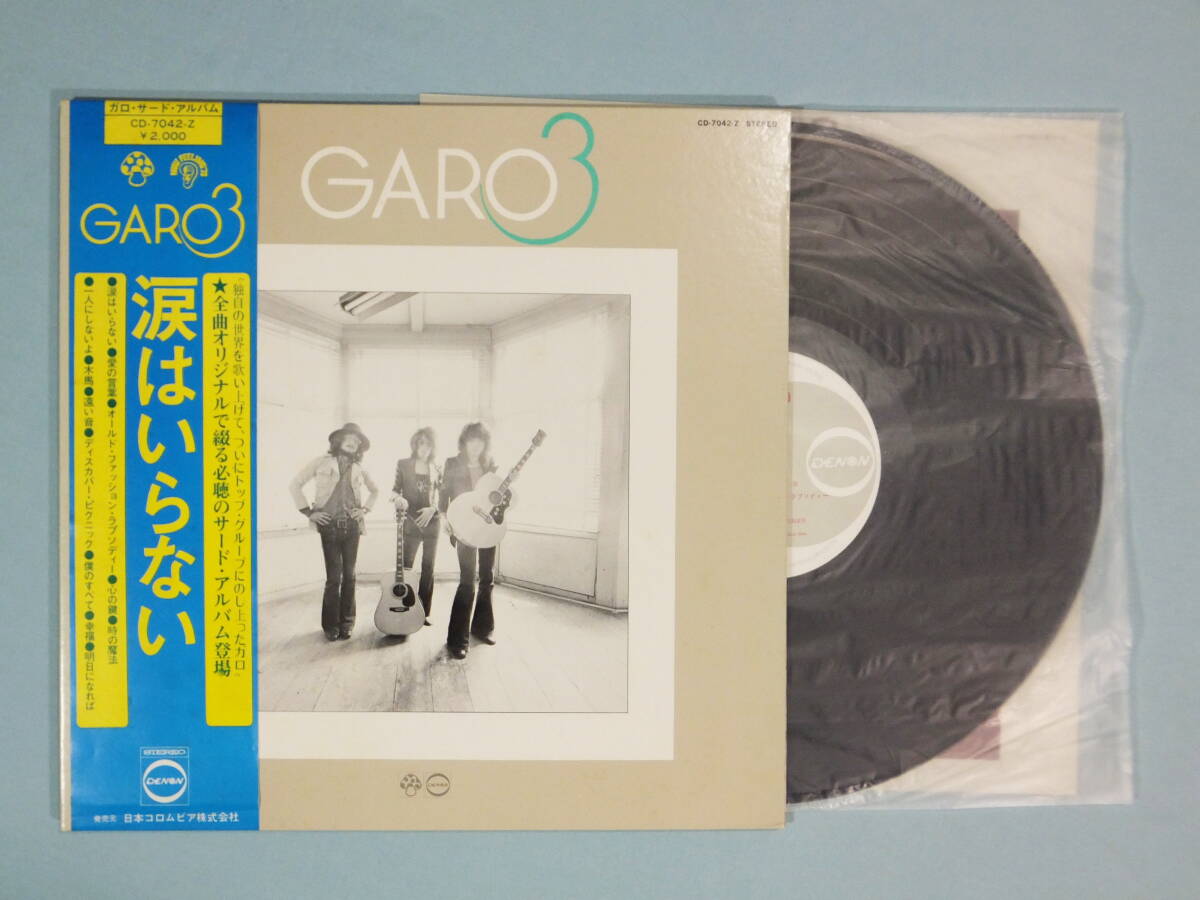 ガロ・サード・アルバム
CD-7042-Z
¥2,000
GARO3
涙はいらない
"独自の世界を歌い上げて、ついにトップ・グループにのし上ったガロ"
★全曲オリジナルで綴る必聴のサード・アルバム登場
●涙はいらない●愛の言葉●オールド・ファッション・ラブソディー●心の鍵●時の魔法
●一人にしないよ●木馬●遠い音●ディスカバー・ピクニック●僕のすべて●幸福●明日になれば
STEREO
DENON
発売元 日本コロムビア株式会社
CD-7042-Z STEREO
GARO3
DENON
DENON